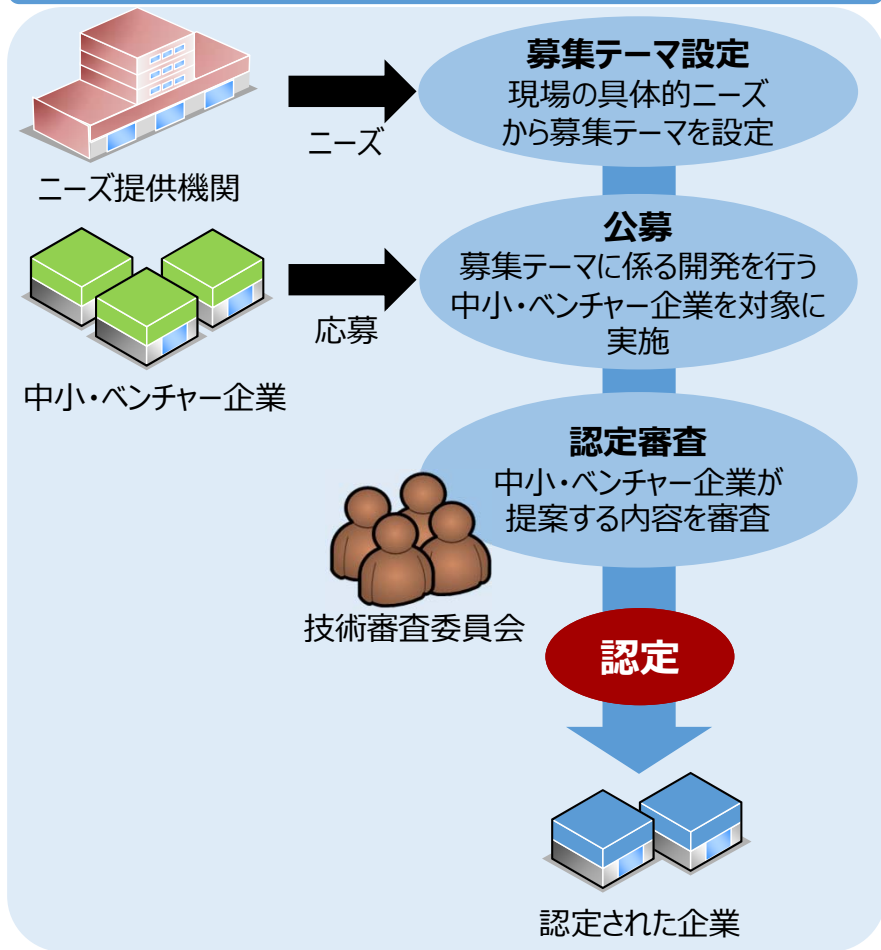 募集テーマ設定
現場の具体的ニーズ
から募集テーマを設定
ニーズ
ニーズ提供機関
公募
募集テーマに係る開発を行う
中小・ベンチャー企業を対象に
実施
応募
中小・ベンチャー企業
認定審査
中小・ベンチャー企業が
提案する内容を審査
技術審査委員会
認定
認定された企業